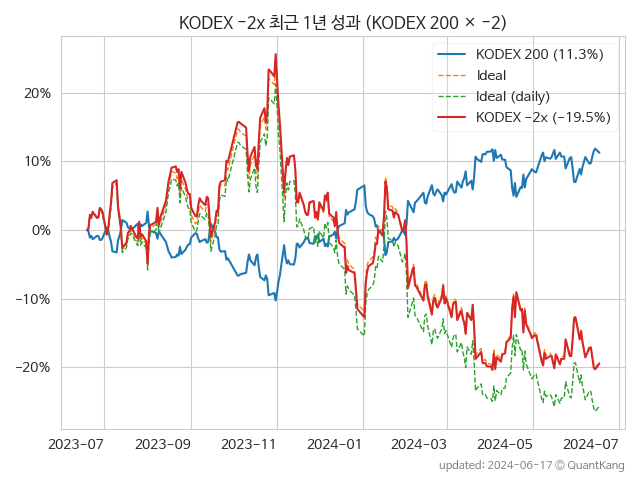 KODEX −2x 최근 1년 성과 (KODEX 200 × −2)
KODEX 200 (11.3%)
Ideal
Ideal (daily)
KODEX −2x (−19.5%)
20%
10%
0%
−10%
−20%
2023-07 2023-09 2023-11 2024-01 2024-03 2024-05 2024-07
updated: 2024-06-17 © QuantKang